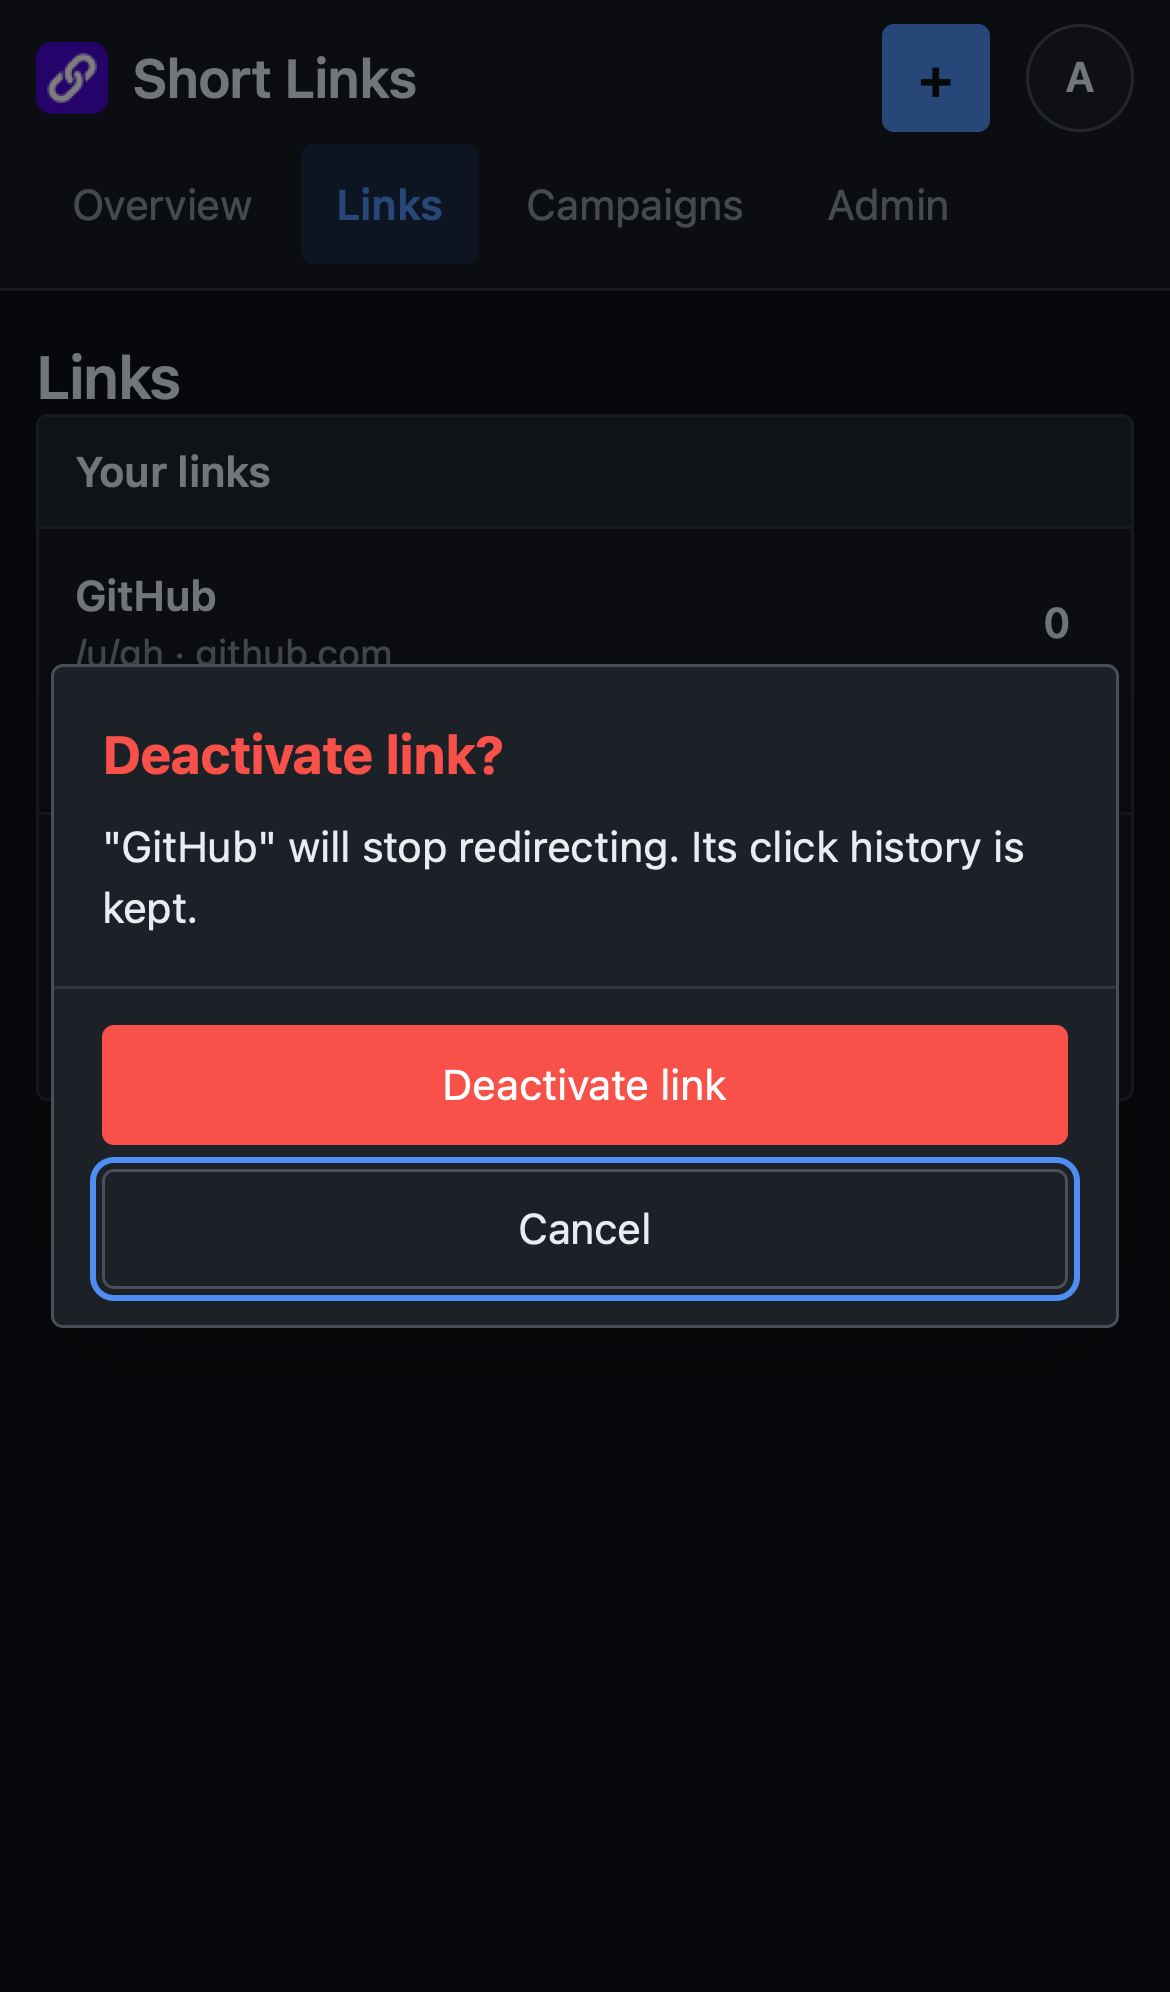 Short Links
+
A
Overview
Links
Campaigns
Admin
Links
Your links
GitHub
0
/u/gh · github.com
Deactivate link?
"GitHub" will stop redirecting. Its click history is
kept.
Deactivate link
Cancel